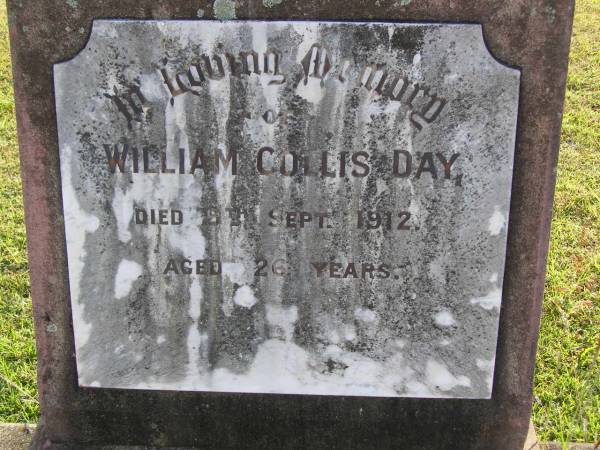 In Loving Memory
of
WILLIAM COLLIS DAY,
DIED SEPT. 1912.
AGED 26 YEARS.